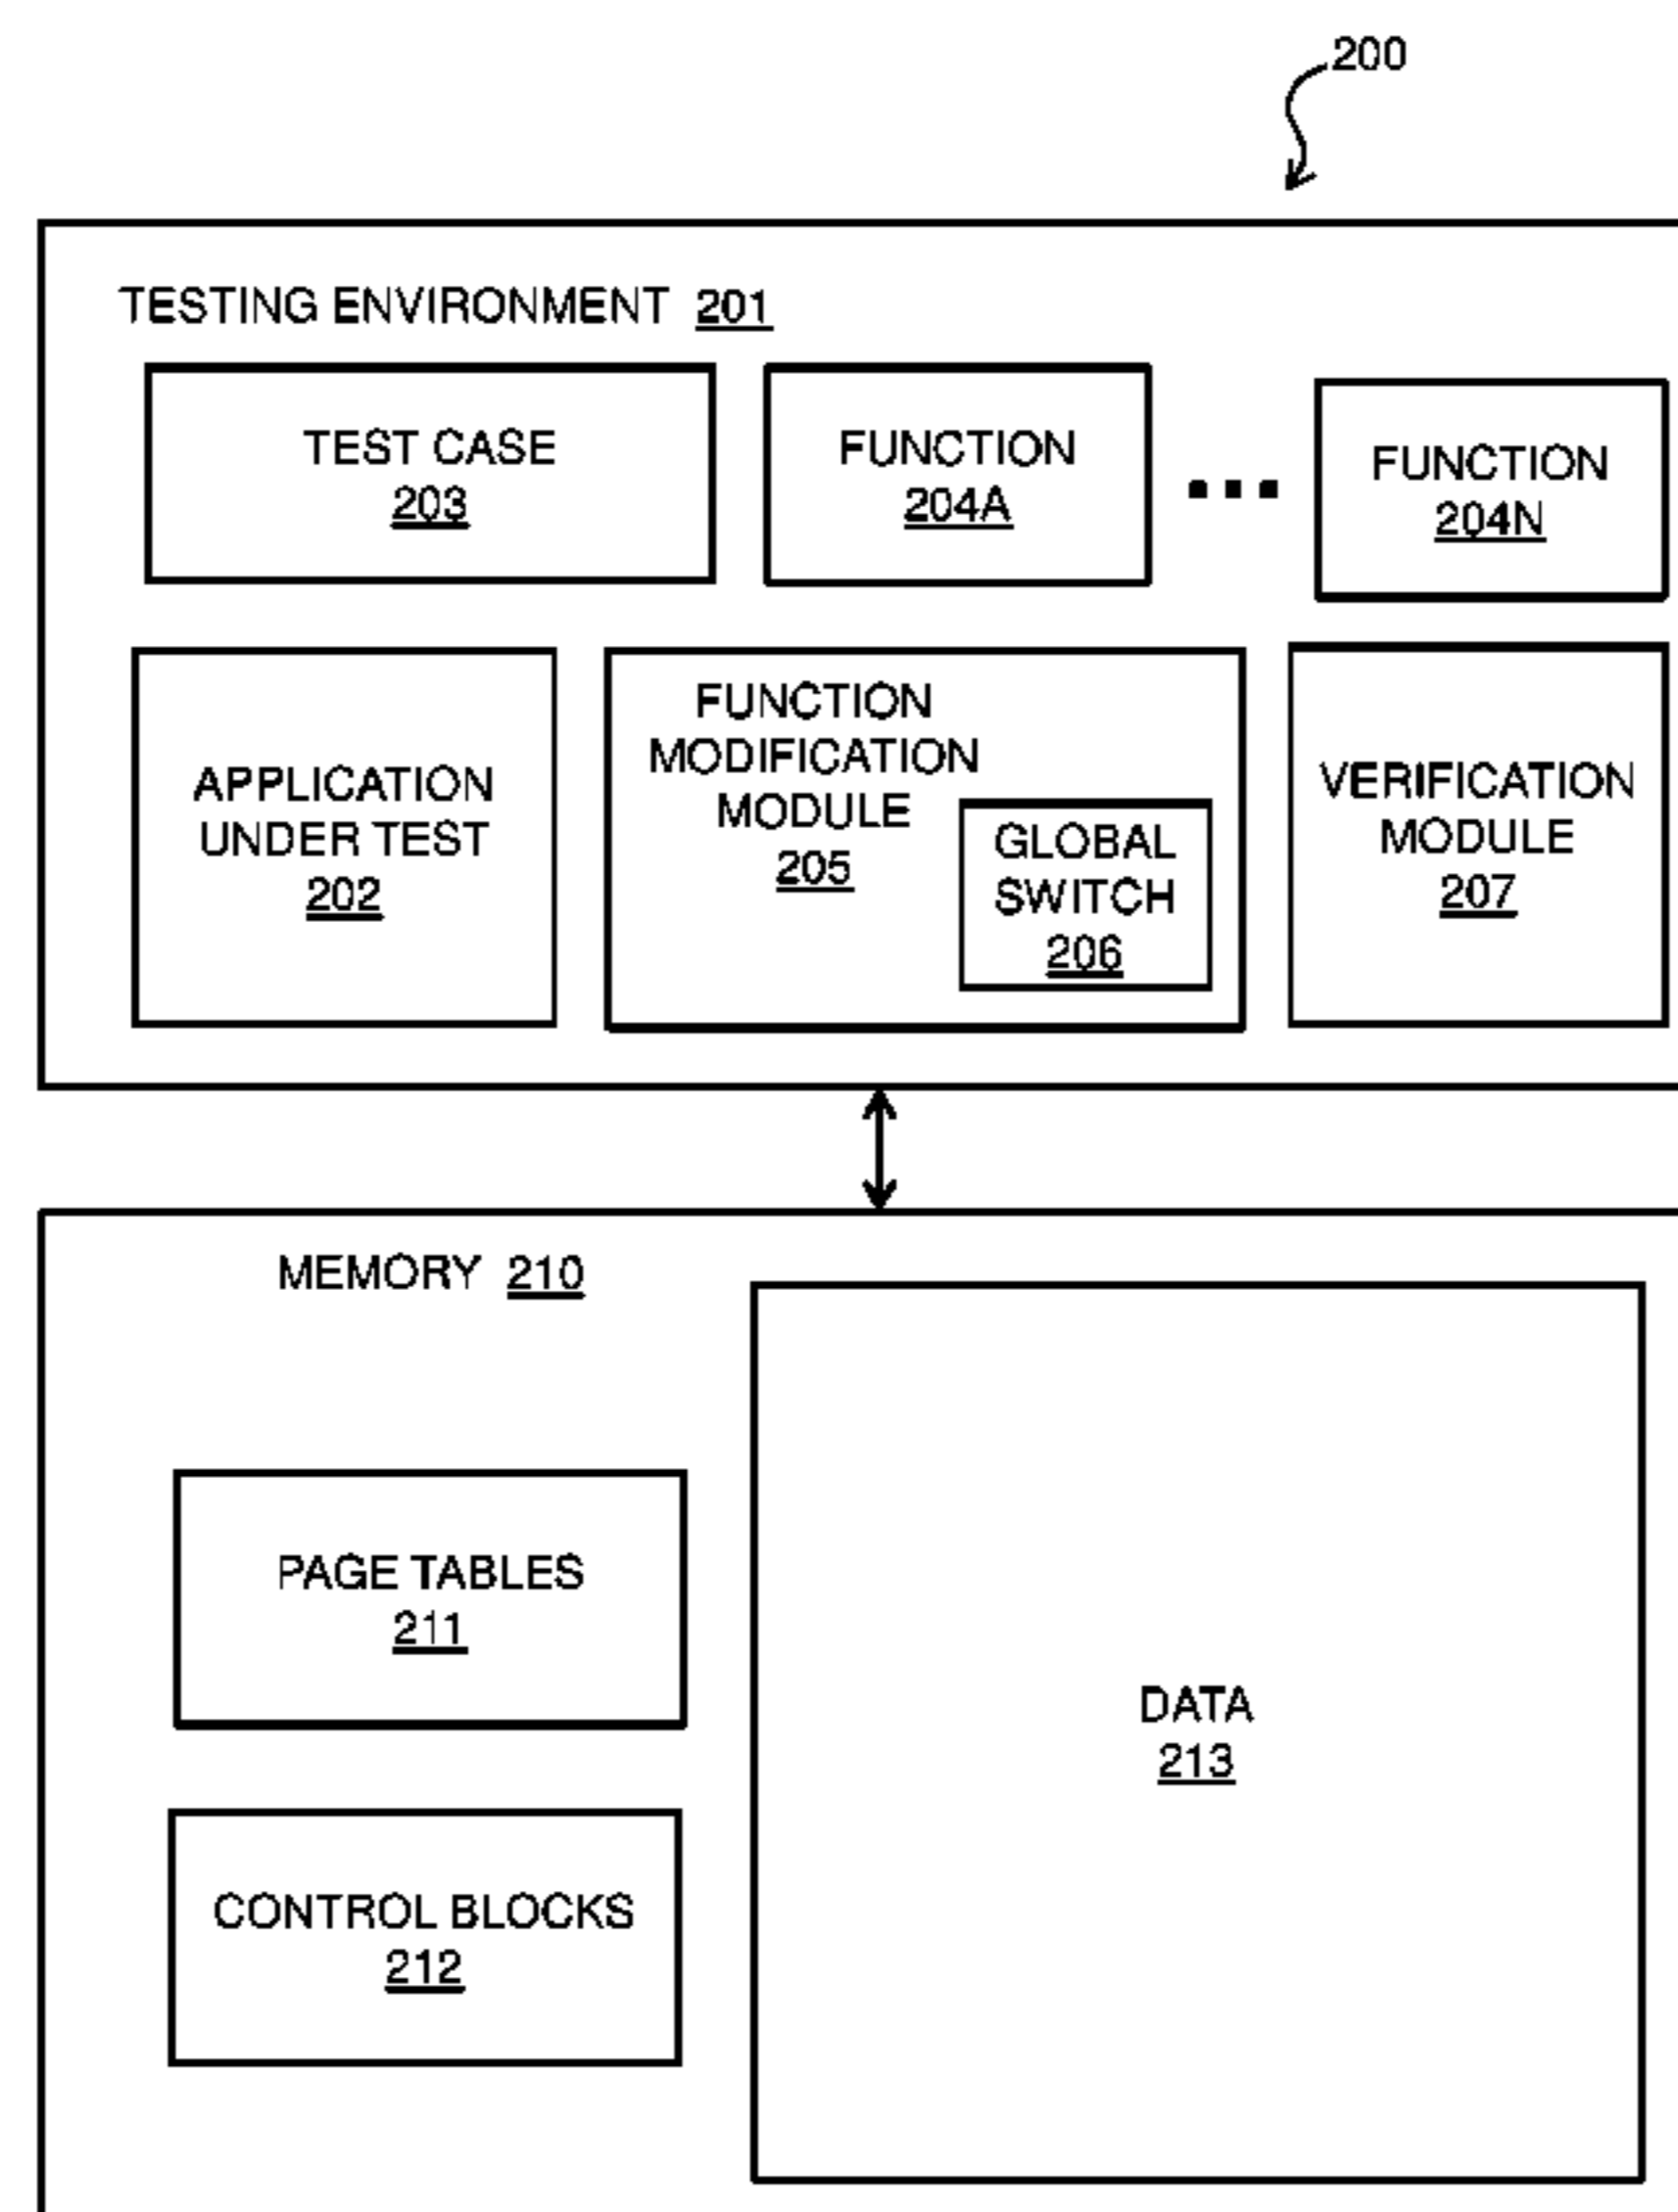 200
TESTING ENVIRONMENT 201
TEST CASE
203
FUNCTION
204A
FUNCTION
204N
APPLICATION
UNDER TEST
202
FUNCTION
MODIFICATION
MODULE
205
GLOBAL
SWITCH
206
VERIFICATION
MODULE
207
MEMORY 210
PAGE TABLES
211
CONTROL BLOCKS
212
DATA
213